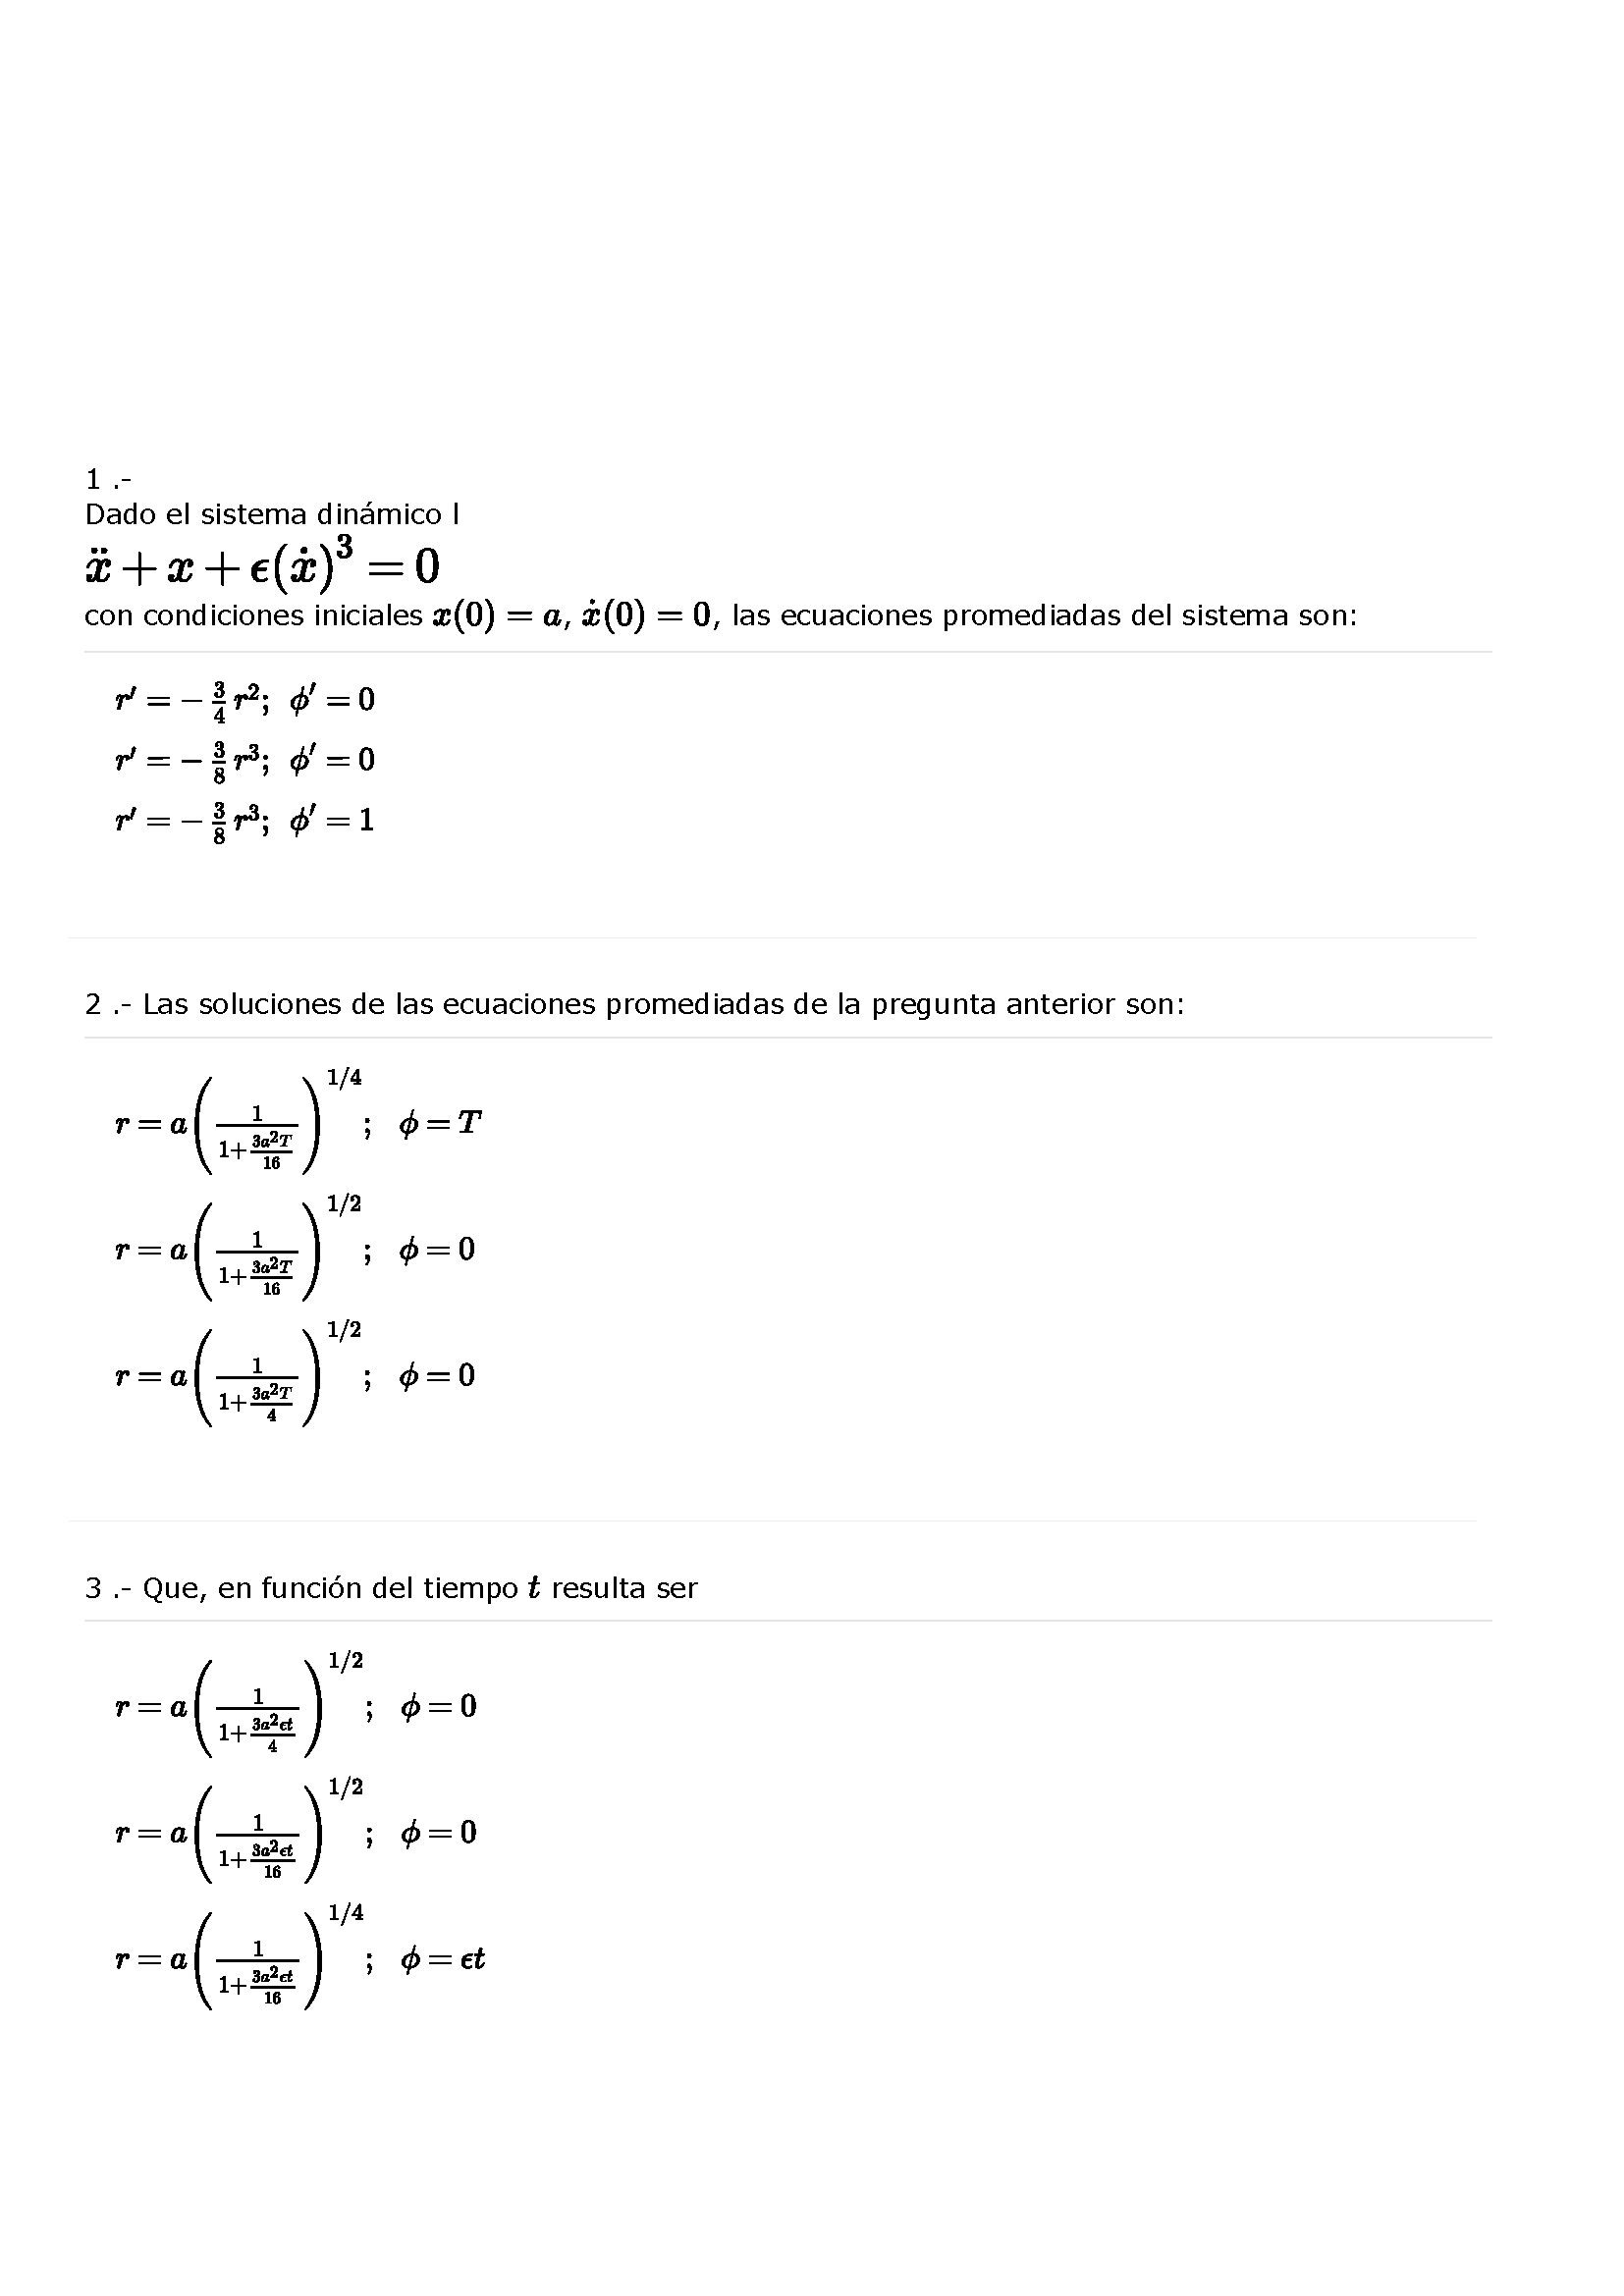 1 .-
Dado el sistema dinámico l
$\ddot{x} + x + \epsilon(\dot{x})^3 = 0$
con condiciones iniciales $x(0) = a$, $\dot{x}(0) = 0$, las ecuaciones promediadas del sistema son:
$r' = -\frac{3}{4}r^2;\ \phi' = 0$
$r' = -\frac{3}{8}r^3;\ \phi' = 0$
$r' = -\frac{3}{8}r^3;\ \phi' = 1$
2 .- Las soluciones de las ecuaciones promediadas de la pregunta anterior son:
$r = a\left(\frac{1}{1+\frac{3a^2T}{16}}\right)^{1/4};\ \phi = T$
$r = a\left(\frac{1}{1+\frac{3a^2T}{16}}\right)^{1/2};\ \phi = 0$
$r = a\left(\frac{1}{1+\frac{3a^2T}{4}}\right)^{1/2};\ \phi = 0$
3 .- Que, en función del tiempo $t$ resulta ser
$r = a\left(\frac{1}{1+\frac{3a^2\epsilon t}{4}}\right)^{1/2};\ \phi = 0$
$r = a\left(\frac{1}{1+\frac{3a^2\epsilon t}{16}}\right)^{1/2};\ \phi = 0$
$r = a\left(\frac{1}{1+\frac{3a^2\epsilon t}{16}}\right)^{1/4};\ \phi = \epsilon t$